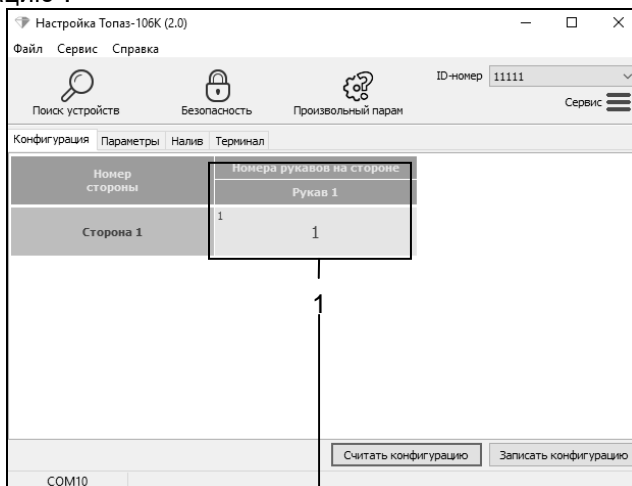 Настройка Топаз-106К (2.0)
Файл Сервис Справка
ID-номер 11111
Поиск устройств Безопасность Произвольный парам
Сервис
Конфигурация Параметры Налив Терминал
Номер стороны
Номера рукавов на стороне
Рукав 1
Сторона 1
1
1
1
Считать конфигурацию Записать конфигурацию
COM10